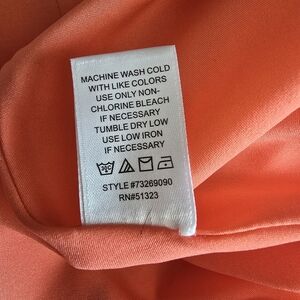 MACHINE WASH COLD
WITH LIKE COLORS
USE ONLY NON-
CHLORINE BLEACH
IF NECESSARY
TUMBLE DRY LOW
USE LOW IRON
IF NECESSARY
STYLE #73269090
RN#51323